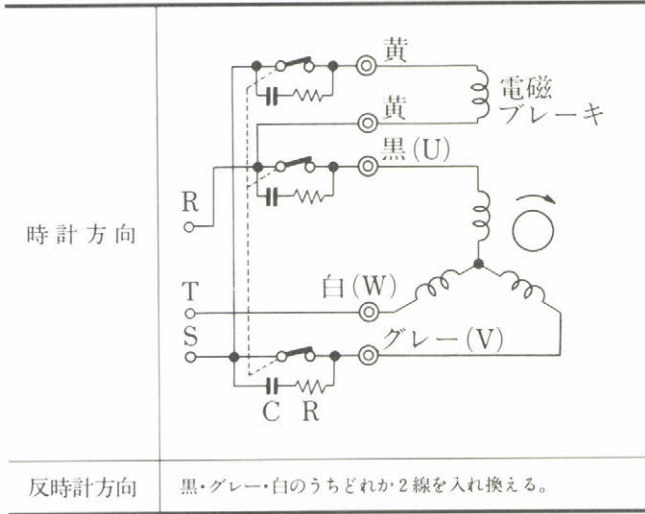 黄
電磁
ブレーキ
黄
黒(U)
R
時計方向
T
白(W)
S
グレー(V)
C R
反時計方向
黒・グレー・白のうちどれか2線を入れ換える。